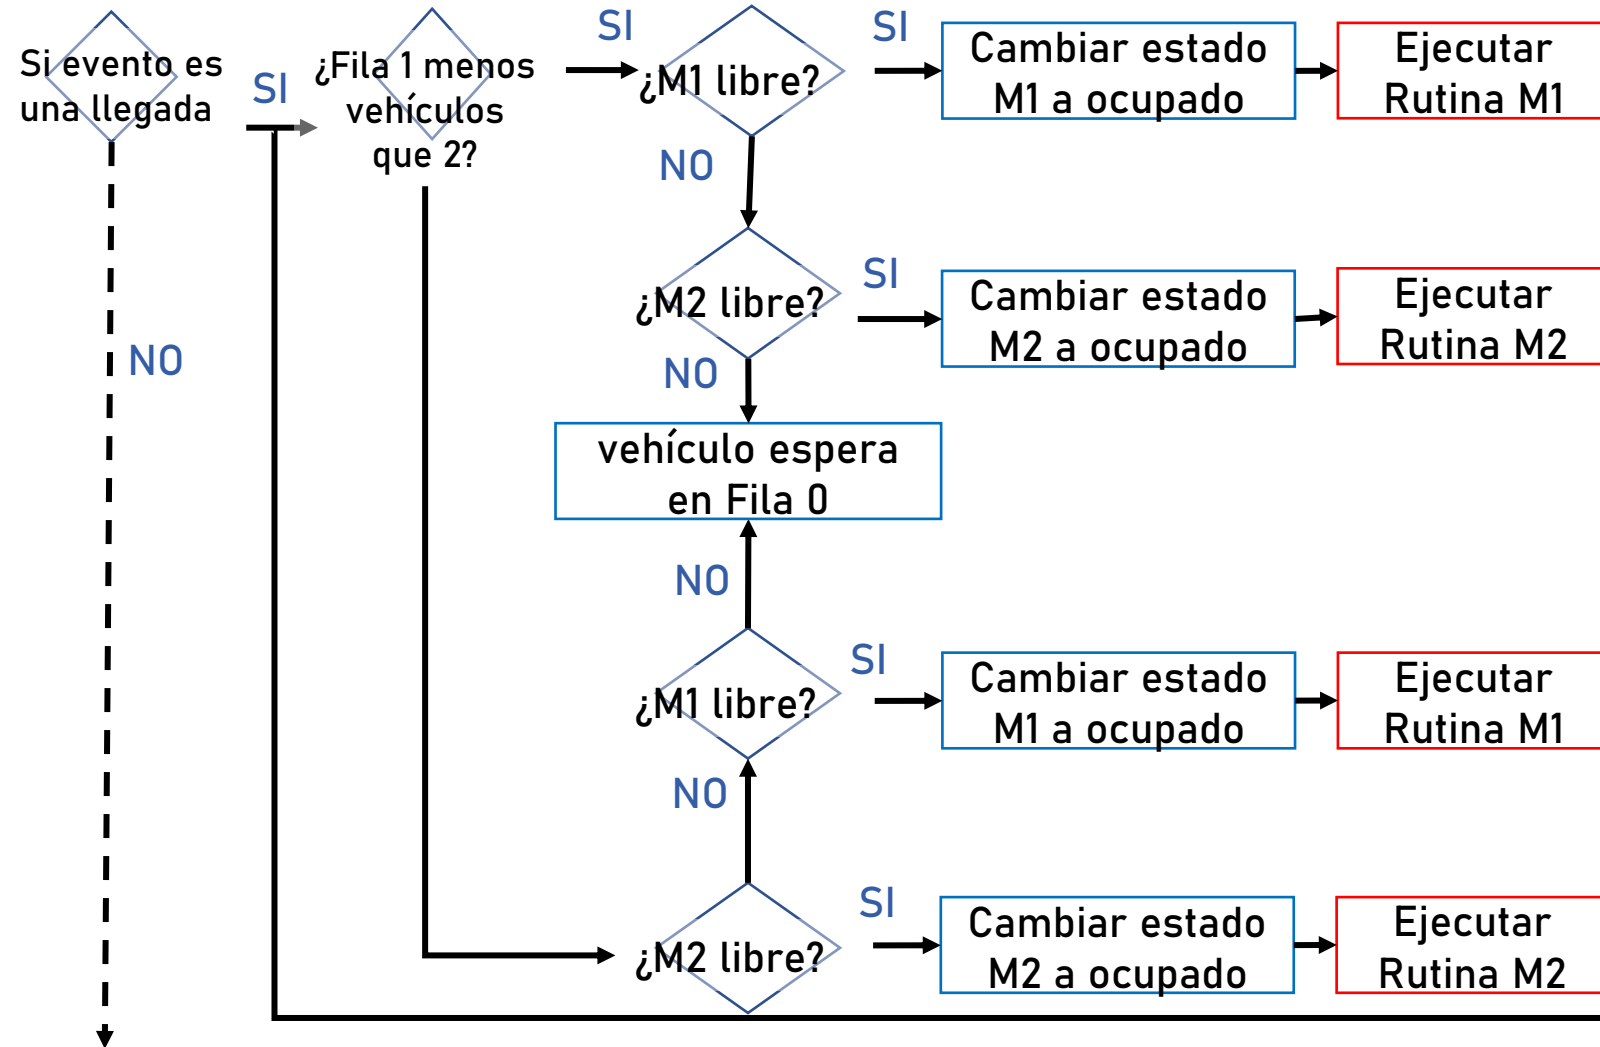 Si evento es
una llegada
SI
¿Fila 1 menos
vehículos
que 2?
SI
¿M1 libre?
SI
Cambiar estado
M1 a ocupado
Ejecutar
Rutina M1
NO
¿M2 libre?
SI
Cambiar estado
M2 a ocupado
Ejecutar
Rutina M2
NO
NO
vehículo espera
en Fila 0
NO
¿M1 libre?
SI
Cambiar estado
M1 a ocupado
Ejecutar
Rutina M1
NO
¿M2 libre?
SI
Cambiar estado
M2 a ocupado
Ejecutar
Rutina M2